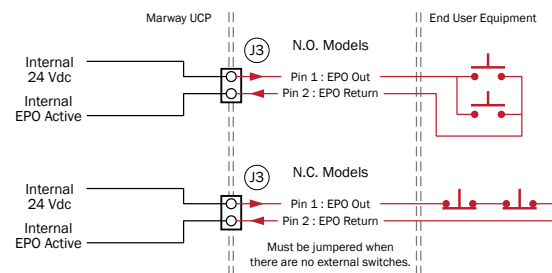 Marway UCP
End User Equipment
J3
N.O. Models
Internal
24 Vdc
Pin 1 : EPO Out
Pin 2 : EPO Return
Internal
EPO Active
J3
N.C. Models
Internal
24 Vdc
Pin 1 : EPO Out
Pin 2 : EPO Return
Internal
EPO Active
Must be jumpered when
there are no external switches.